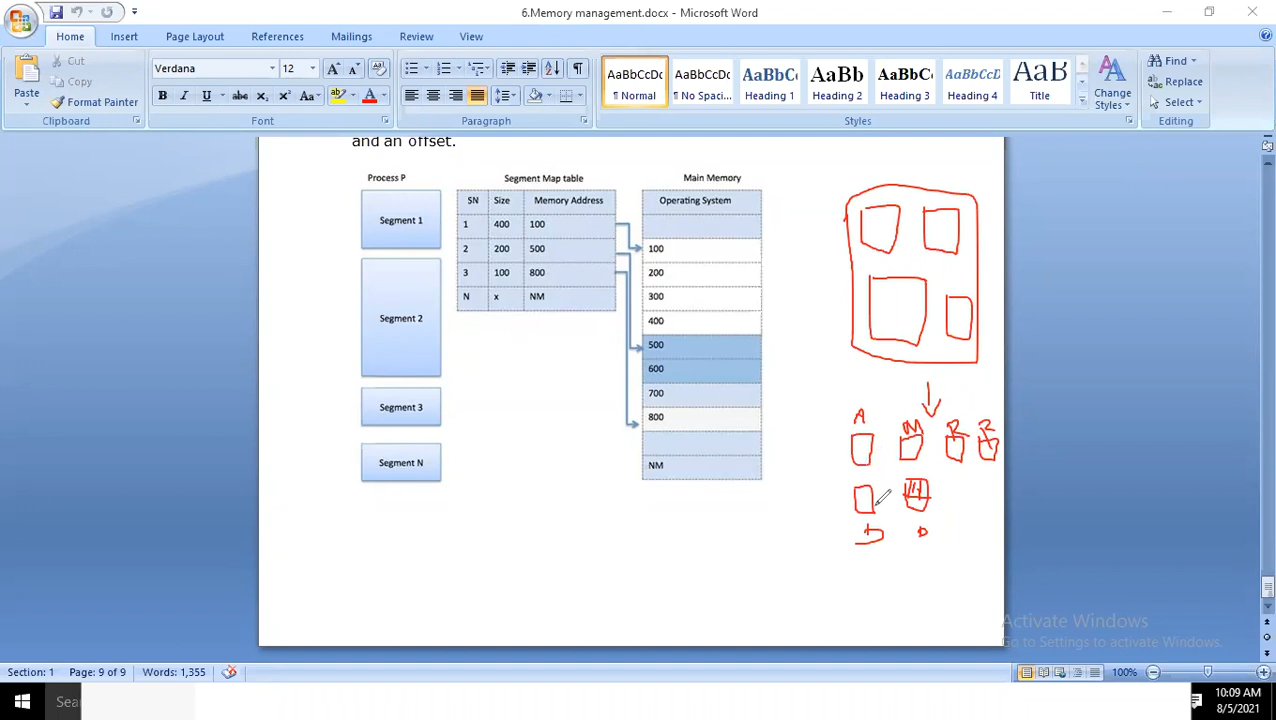 6.Memory management.docx - Microsoft Word
Home Insert Page Layout References Mailings Review View
Paste
Cut
Copy
Format Painter
Clipboard
Verdana 12
B I U abc x₂ x² Aa
Font
Paragraph
AaBbCcDc AaBbCcDc AaBbC AaBb AaBbCc AaBbCcD AaB
¶ Normal ¶ No Spaci... Heading 1 Heading 2 Heading 3 Heading 4 Title
Change Styles
Styles
Find
Replace
Select
Editing
and an offset.
Process P
Segment 1
Segment 2
Segment 3
Segment N
Segment Map table
SN Size Memory Address
1 400 100
2 200 500
3 100 800
N x NM
Main Memory
Operating System
100
200
300
400
500
600
700
800
NM
A M R R
D
Activate Windows
Go to Settings to activate Windows.
Section: 1 Page: 9 of 9 Words: 1,355 100%
Sea
10:09 AM
8/5/2021